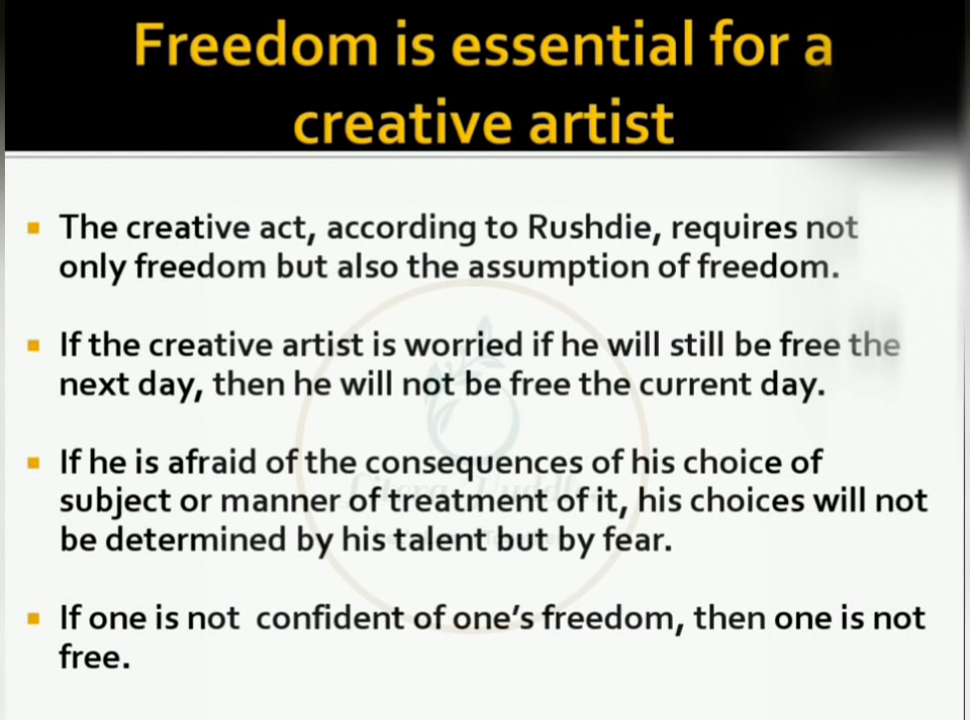 Freedom is essential for a
creative artist
The creative act, according to Rushdie, requires not
only freedom but also the assumption of freedom.
If the creative artist is worried if he will still be free the
next day, then he will not be free the current day.
If he is afraid of the consequences of his choice of
subject or manner of treatment of it, his choices will not
be determined by his talent but by fear.
If one is not confident of one's freedom, then one is not
free.